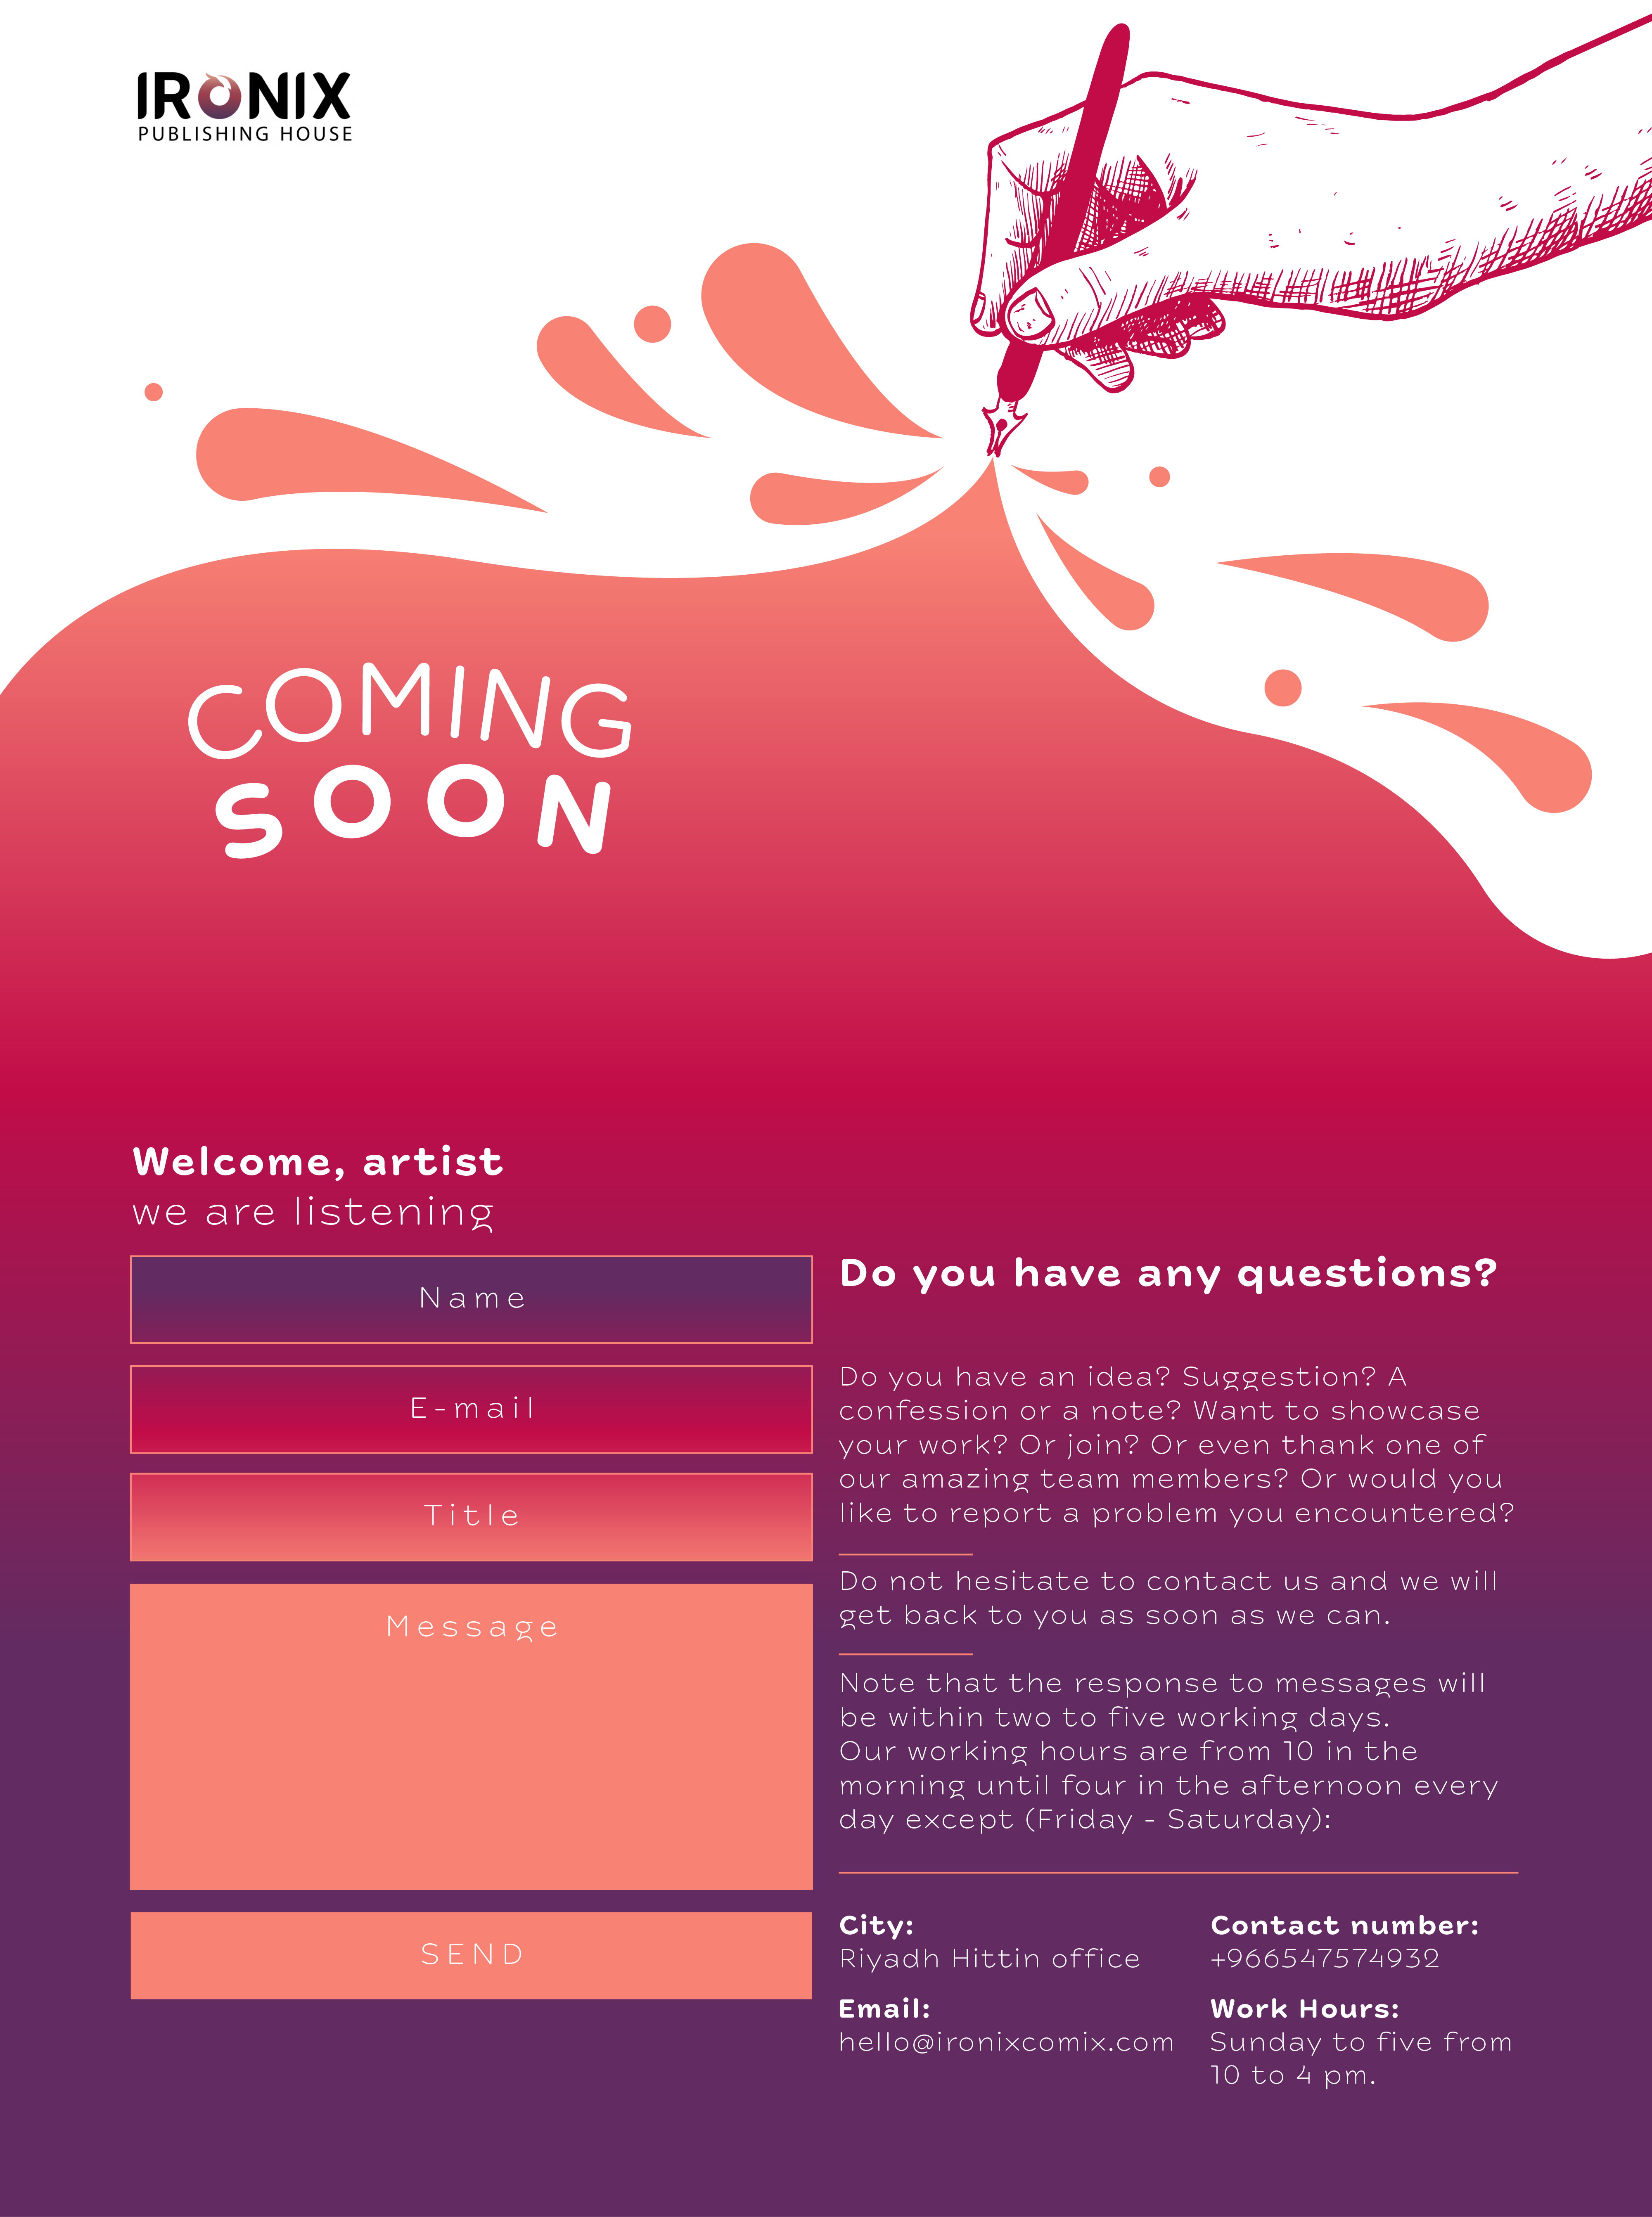 IRONIX
PUBLISHING HOUSE
COMING
SOON
Welcome, artist
we are listening
Name
E-mail
Title
Message
SEND
Do you have any questions?
Do you have an idea? Suggestion? A
confession or a note? Want to showcase
your work? Or join? Or even thank one of
our amazing team members? Or would you
like to report a problem you encountered?
Do not hesitate to contact us and we will
get back to you as soon as we can.
Note that the response to messages will
be within two to five working days.
Our working hours are from 10 in the
morning until four in the afternoon every
day except (Friday - Saturday):
City:
Riyadh Hittin office
Contact number:
+966547574932
Email:
hello@ironixcomix.com
Work Hours:
Sunday to five from
10 to 4 pm.